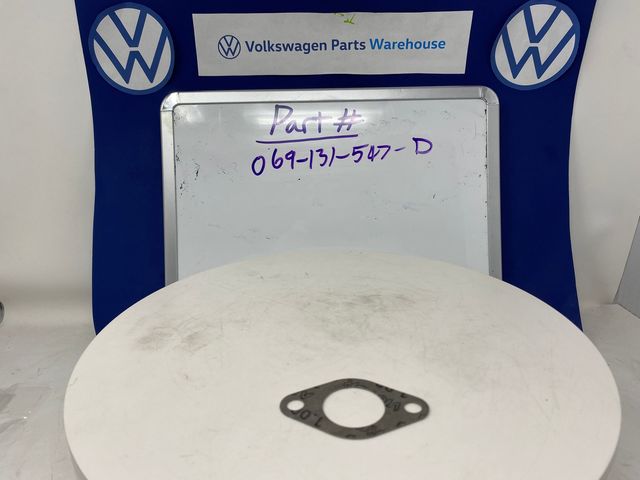 Volkswagen Parts Warehouse
Part #
069-131-547-D